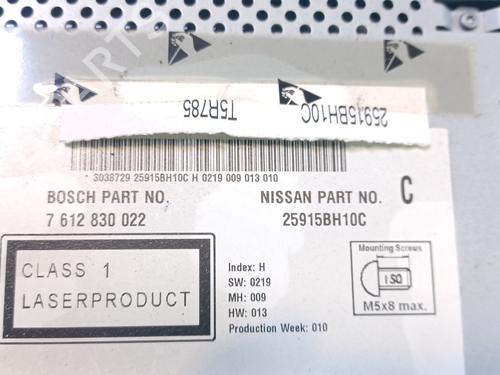 T5R785
25915BH10C
S038729 25915BH10C H 0219 009 013 010
BOSCH PART NO.
7 612 830 022
NISSAN PART NO.
25915BH10C
C
CLASS 1
LASERPRODUCT
Index: H
SW: 0219
MH: 009
HW: 013
Production Week: 010
Mounting Screws
ISO
M5x8 max.